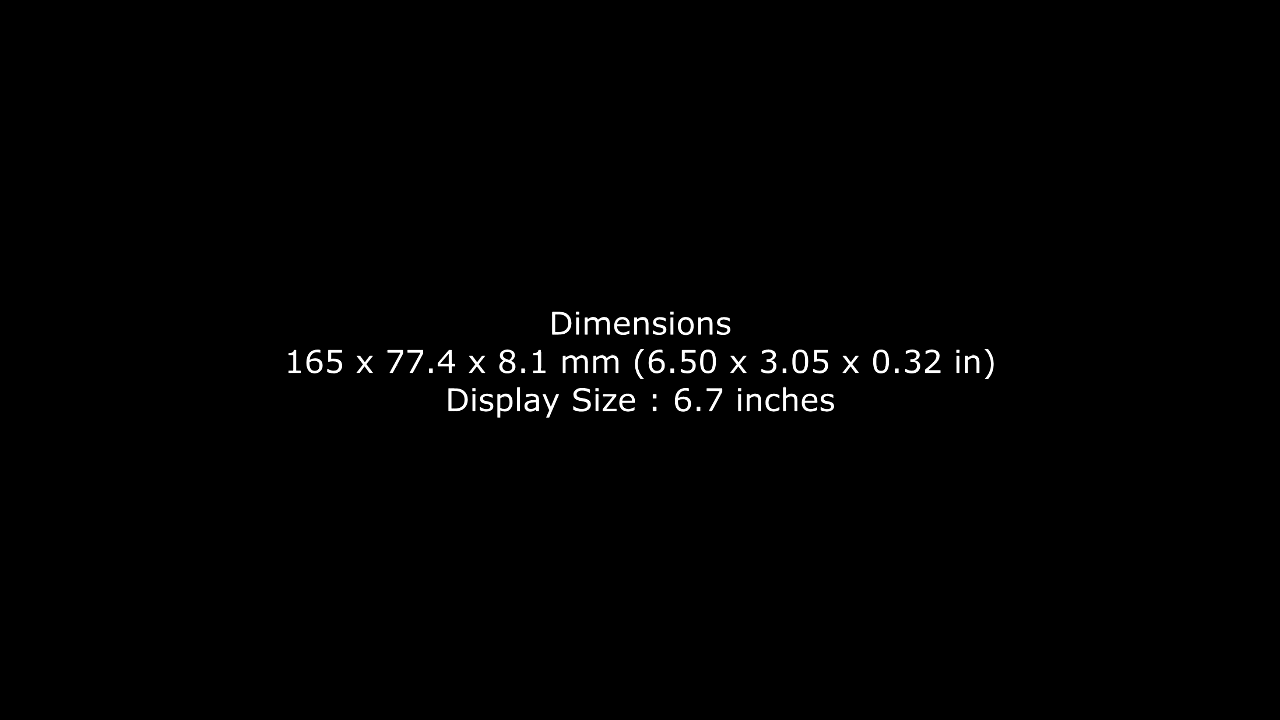 Dimensions
165 x 77.4 x 8.1 mm (6.50 x 3.05 x 0.32 in)
Display Size : 6.7 inches